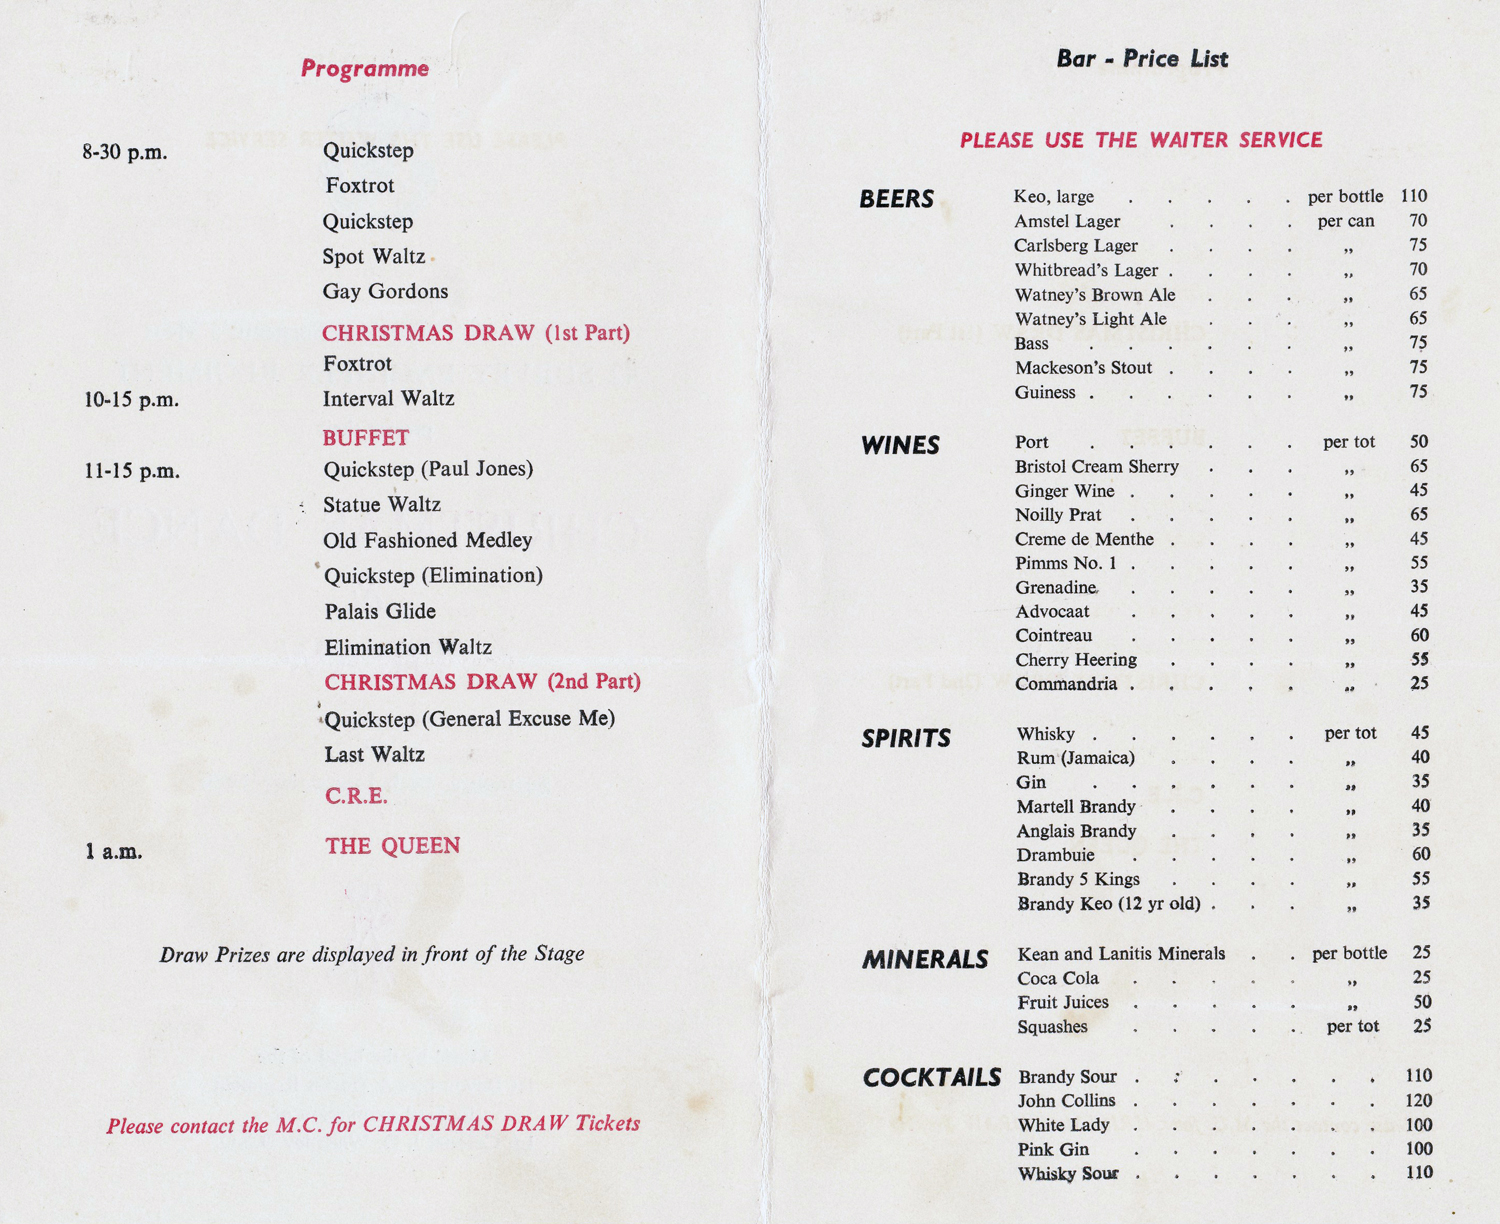 Programme
8-30 p.m. Quickstep
Foxtrot
Quickstep
Spot Waltz
Gay Gordons
CHRISTMAS DRAW (1st Part)
Foxtrot
10-15 p.m. Interval Waltz
BUFFET
11-15 p.m. Quickstep (Paul Jones)
Statue Waltz
Old Fashioned Medley
Quickstep (Elimination)
Palais Glide
Elimination Waltz
CHRISTMAS DRAW (2nd Part)
Quickstep (General Excuse Me)
Last Waltz
C.R.E.
1 a.m. THE QUEEN
Draw Prizes are displayed in front of the Stage
Please contact the M.C. for CHRISTMAS DRAW Tickets
Bar - Price List
PLEASE USE THE WAITER SERVICE
BEERS Keo, large . . . . . per bottle 110
Amstel Lager . . . . per can 70
Carlsberg Lager . . . . ,, 75
Whitbread's Lager . . . . ,, 70
Watney's Brown Ale . . . ,, 65
Watney's Light Ale . . . ,, 65
Bass . . . . . . ,, 75
Mackeson's Stout . . . . ,, 75
Guiness . . . . . . ,, 75
WINES Port . . . . . . per tot 50
Bristol Cream Sherry . . . ,, 65
Ginger Wine . . . . . ,, 45
Noilly Prat . . . . . ,, 65
Creme de Menthe . . . . ,, 45
Pimms No. 1 . . . . . ,, 55
Grenadine . . . . . ,, 35
Advocaat . . . . . ,, 45
Cointreau . . . . . ,, 60
Cherry Heering . . . . ,, 55
Commandria . . . . . ,, 25
SPIRITS Whisky . . . . . . per tot 45
Rum (Jamaica) . . . . ,, 40
Gin . . . . . . ,, 35
Martell Brandy . . . . ,, 40
Anglais Brandy . . . . ,, 35
Drambuie . . . . . ,, 60
Brandy 5 Kings . . . . ,, 55
Brandy Keo (12 yr old) . . . ,, 35
MINERALS Kean and Lanitis Minerals . . per bottle 25
Coca Cola . . . . . ,, 25
Fruit Juices . . . . . ,, 50
Squashes . . . . . per tot 25
COCKTAILS Brandy Sour . . . . . . . 110
John Collins . . . . . . . 120
White Lady . . . . . . . 100
Pink Gin . . . . . . . 100
Whisky Sour . . . . . . . 110